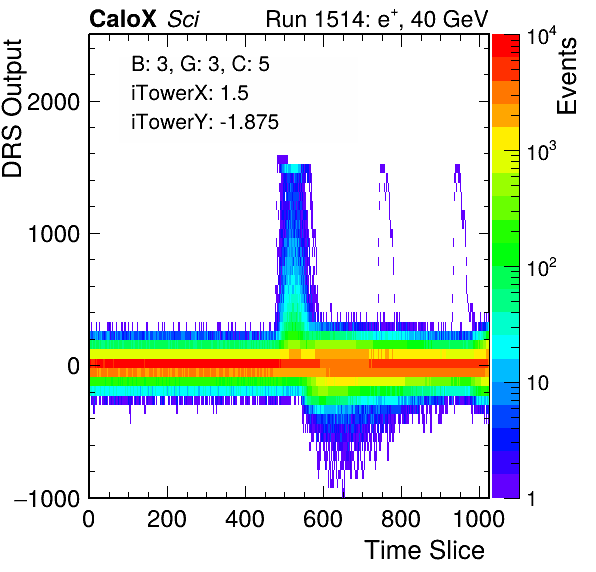 CaloX Sci Run 1514: e+, 40 GeV
B: 3, G: 3, C: 5
iTowerX: 1.5
iTowerY: -1.875
DRS Output
2000
1000
0
−1000
0 200 400 600 800 1000
Time Slice
Events
10^4
10^3
10^2
10
1